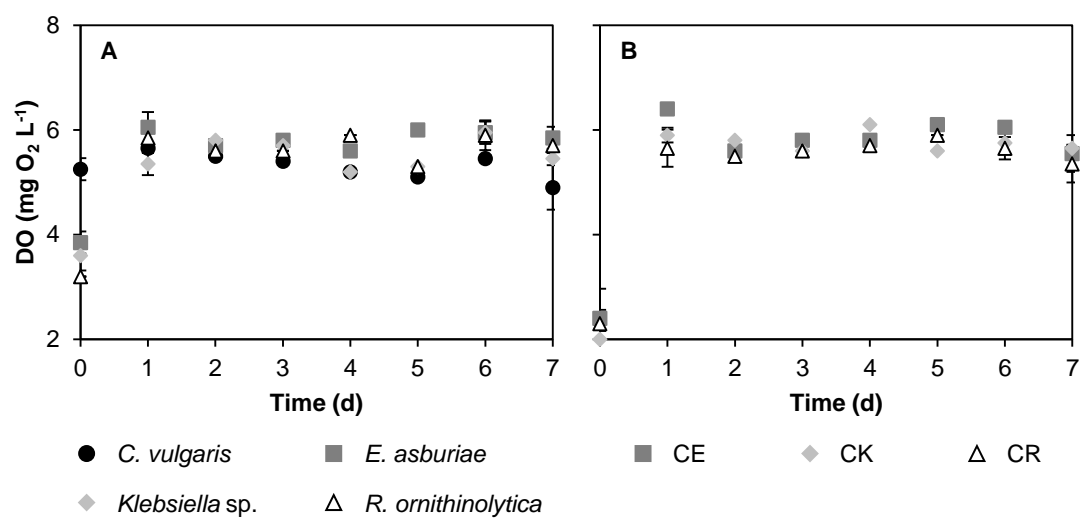 A
B
8
6
4
2
DO (mg O₂ L⁻¹)
0 1 2 3 4 5 6 7
0 1 2 3 4 5 6 7
Time (d)
Time (d)
C. vulgaris
E. asburiae
CE
CK
CR
Klebsiella sp.
R. ornithinolytica